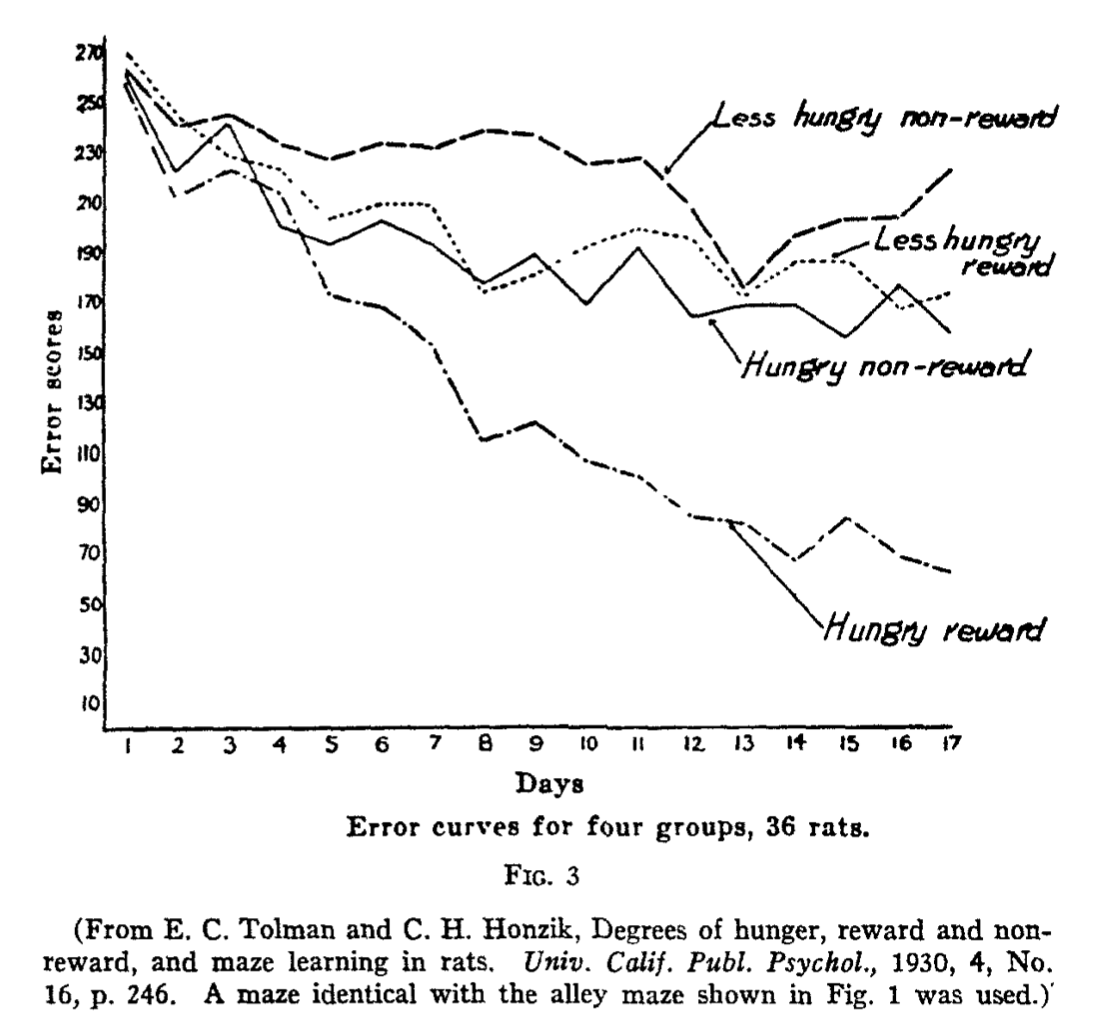 270
250
230
210
190
170
150
130
110
90
70
50
30
10
Error scores
Less hungry non-reward
Less hungry
reward
Hungry non-reward
Hungry reward
1 2 3 4 5 6 7 8 9 10 11 12 13 14 15 16 17
Days
Error curves for four groups, 36 rats.
FIG. 3
(From E. C. Tolman and C. H. Honzik, Degrees of hunger, reward and non-
reward, and maze learning in rats. Univ. Calif. Publ. Psychol., 1930, 4, No.
16, p. 246. A maze identical with the alley maze shown in Fig. 1 was used.)